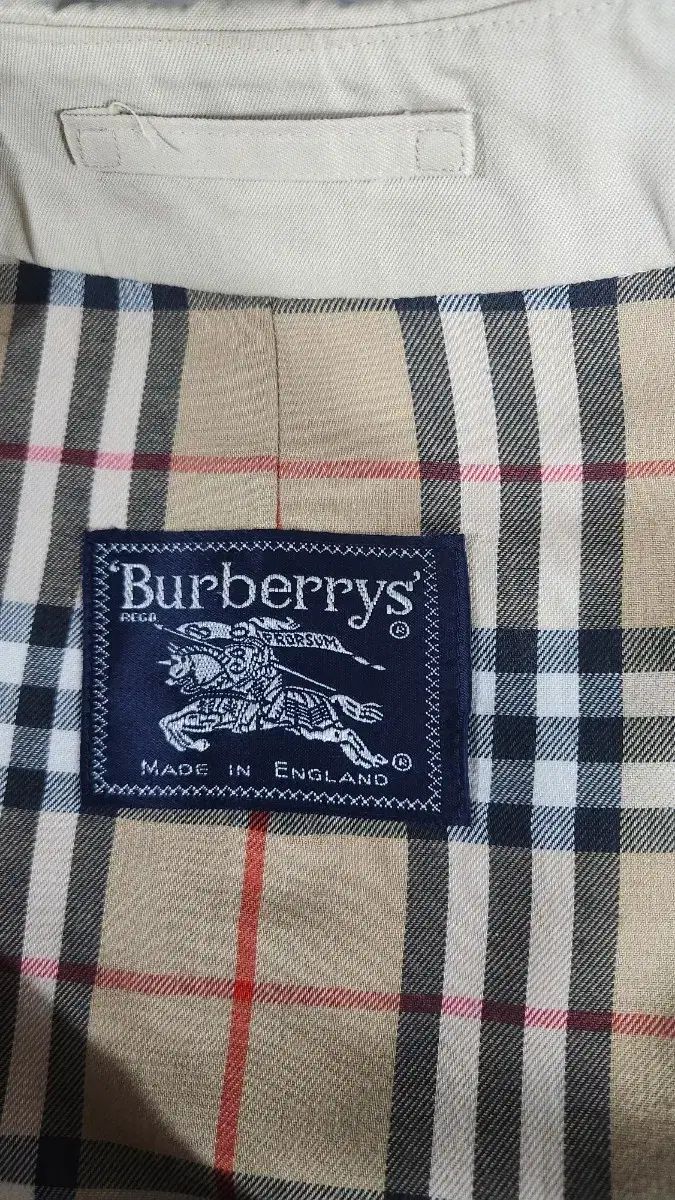 'Burberrys'
REGD.
®
PRORSUM
®
MADE IN ENGLAND